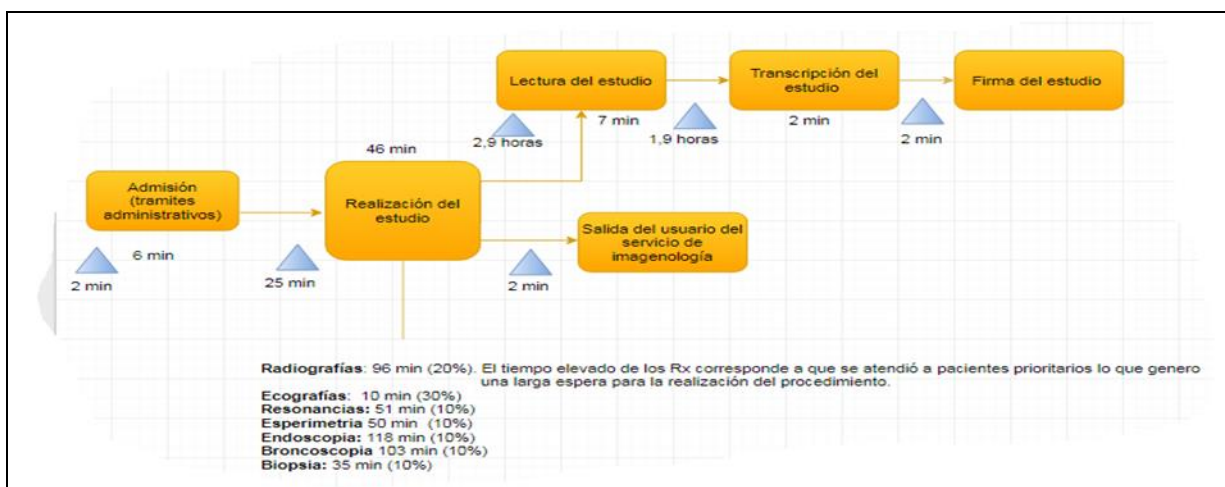 Lectura del estudio
Transcripción del
estudio
Firma del estudio
7 min
2 min
2,9 horas
1,9 horas
2 min
46 min
Admisión
(tramites
administrativos)
Realización del
estudio
Salida del usuario del
servicio de
imagenología
6 min
2 min
25 min
2 min
Radiografías: 96 min (20%). El tiempo elevado de los Rx corresponde a que se atendió a pacientes prioritarios lo que genero
una larga espera para la realización del procedimiento.
Ecografías: 10 min (30%)
Resonancias: 51 min (10%)
Esperimetria 50 min (10%)
Endoscopia: 118 min (10%)
Broncoscopia 103 min (10%)
Biopsia: 35 min (10%)